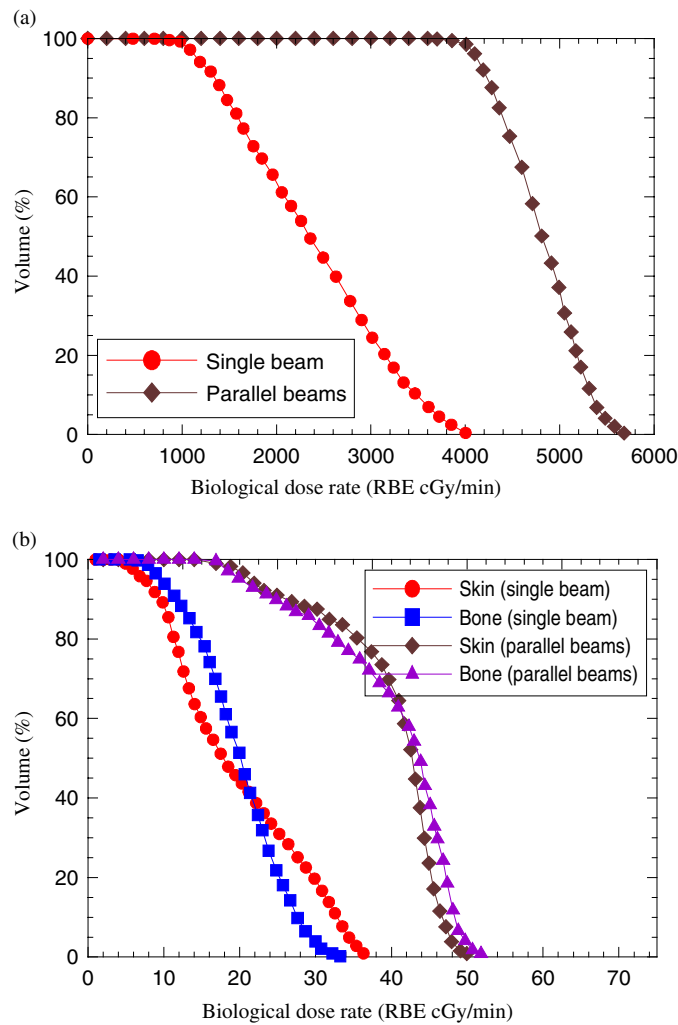 (a)
100
80
60
40
20
0
Volume (%)
Single beam
Parallel beams
0 1000 2000 3000 4000 5000 6000
Biological dose rate (RBE cGy/min)
(b)
100
80
60
40
20
0
Volume (%)
Skin (single beam)
Bone (single beam)
Skin (parallel beams)
Bone (parallel beams)
0 10 20 30 40 50 60 70
Biological dose rate (RBE cGy/min)